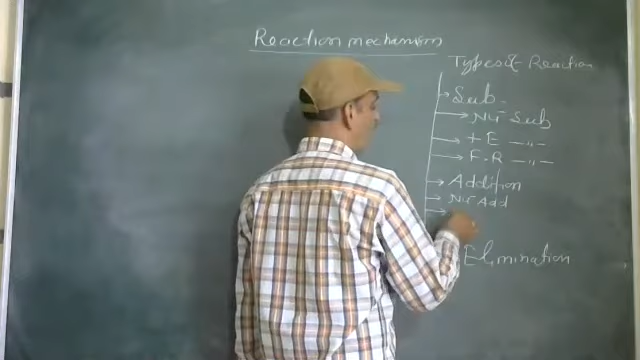 Reaction mechanism
Types of Reaction
→ Sub.
→ Nu⁻ Sub
→ +E —"—
→ F.R —"—
→ Addition
→ Nu⁻ Add
→
Elimination